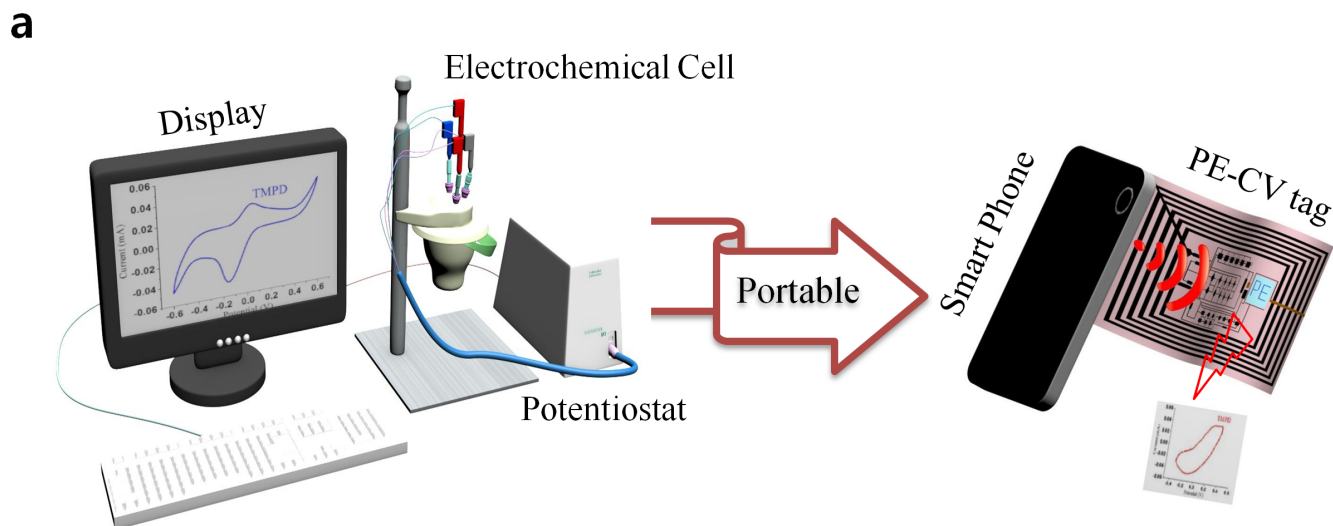 a
Electrochemical Cell
Display
TMPD
0.06
0.04
0.02
0.00
-0.02
-0.04
-0.06
Current (mA)
-0.6 -0.4 -0.2 0.0 0.2 0.4 0.6
Potential (V)
Potentiostat
Portable
Smart Phone
PE-CV tag
PE
TMPD